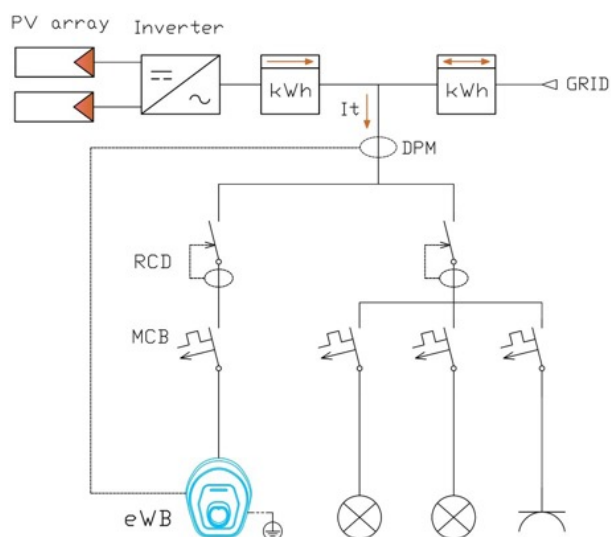 PV array
Inverter
kWh
kWh
GRID
It
DPM
RCD
MCB
eWB